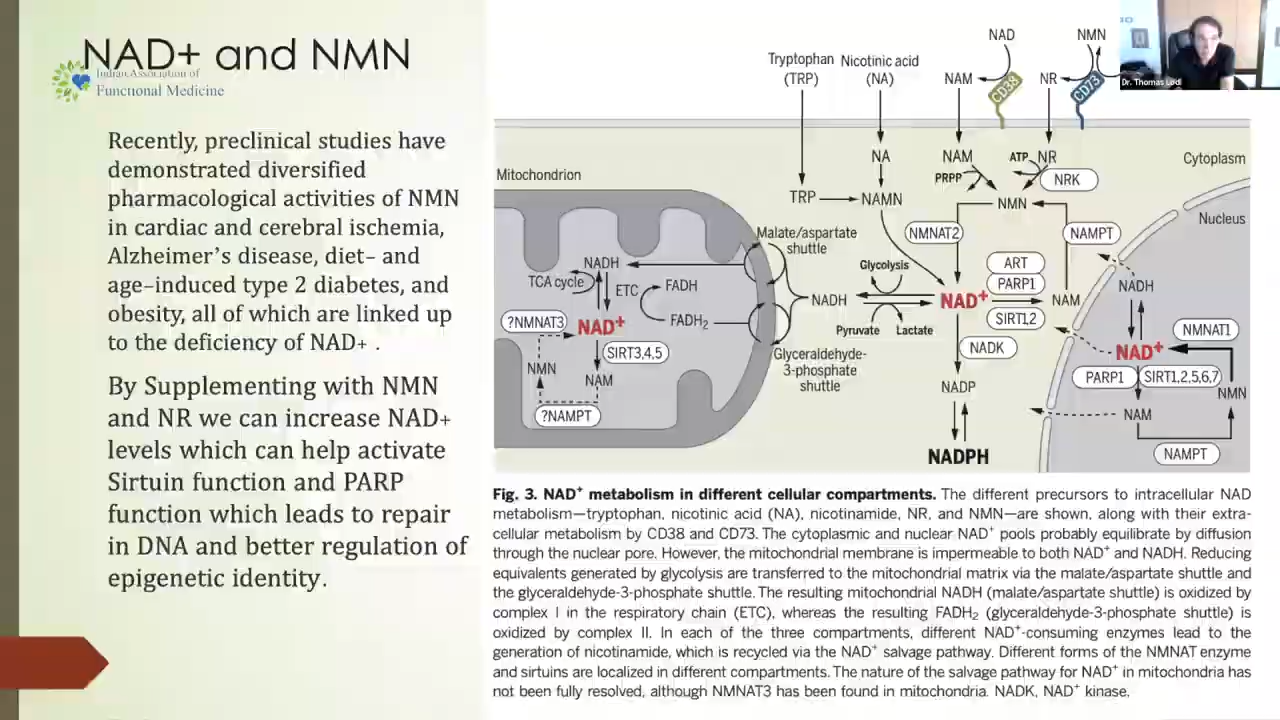 NAD+ and NMN
Indian Association of
Functional Medicine
Recently, preclinical studies have
demonstrated diversified
pharmacological activities of NMN
in cardiac and cerebral ischemia,
Alzheimer's disease, diet– and
age–induced type 2 diabetes, and
obesity, all of which are linked up
to the deficiency of NAD+ .
By Supplementing with NMN
and NR we can increase NAD+
levels which can help activate
Sirtuin function and PARP
function which leads to repair
in DNA and better regulation of
epigenetic identity.
Dr. Thomas Lodi
NAD
NMN
Tryptophan
(TRP)
Nicotinic acid
(NA)
NAM
CD38
NR
CD73
Cytoplasm
Mitochondrion
Nucleus
NA
NAM
PRPP
ATP
NR
NRK
TRP
NAMN
NMN
NMNAT2
NAMPT
Malate/aspartate
shuttle
Glycolysis
ART
PARP1
NADH
TCA cycle
ETC
FADH
FADH₂
NADH
NAD⁺
NAM
NADH
?NMNAT3
NAD⁺
Pyruvate
Lactate
SIRT1,2
NMNAT1
NAD⁺
SIRT3,4,5
Glyceraldehyde-
3-phosphate
shuttle
NADK
PARP1
SIRT1,2,5,6,7
NMN
NAM
NADP
NMN
?NAMPT
NAM
NADPH
NAMPT
Fig. 3. NAD⁺ metabolism in different cellular compartments. The different precursors to intracellular NAD
metabolism—tryptophan, nicotinic acid (NA), nicotinamide, NR, and NMN—are shown, along with their extra-
cellular metabolism by CD38 and CD73. The cytoplasmic and nuclear NAD⁺ pools probably equilibrate by diffusion
through the nuclear pore. However, the mitochondrial membrane is impermeable to both NAD⁺ and NADH. Reducing
equivalents generated by glycolysis are transferred to the mitochondrial matrix via the malate/aspartate shuttle and
the glyceraldehyde-3-phosphate shuttle. The resulting mitochondrial NADH (malate/aspartate shuttle) is oxidized by
complex I in the respiratory chain (ETC), whereas the resulting FADH₂ (glyceraldehyde-3-phosphate shuttle) is
oxidized by complex II. In each of the three compartments, different NAD⁺-consuming enzymes lead to the
generation of nicotinamide, which is recycled via the NAD⁺ salvage pathway. Different forms of the NMNAT enzyme
and sirtuins are localized in different compartments. The nature of the salvage pathway for NAD⁺ in mitochondria has
not been fully resolved, although NMNAT3 has been found in mitochondria. NADK, NAD⁺ kinase.